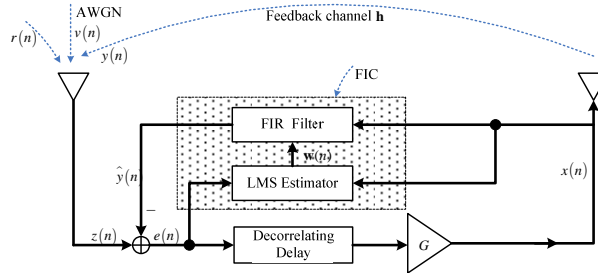 AWGN
Feedback channel h
r(n)
v(n)
y(n)
FIC
FIR Filter
w(n)
ŷ(n)
LMS Estimator
x(n)
−
z(n)
e(n)
Decorrelating
Delay
G